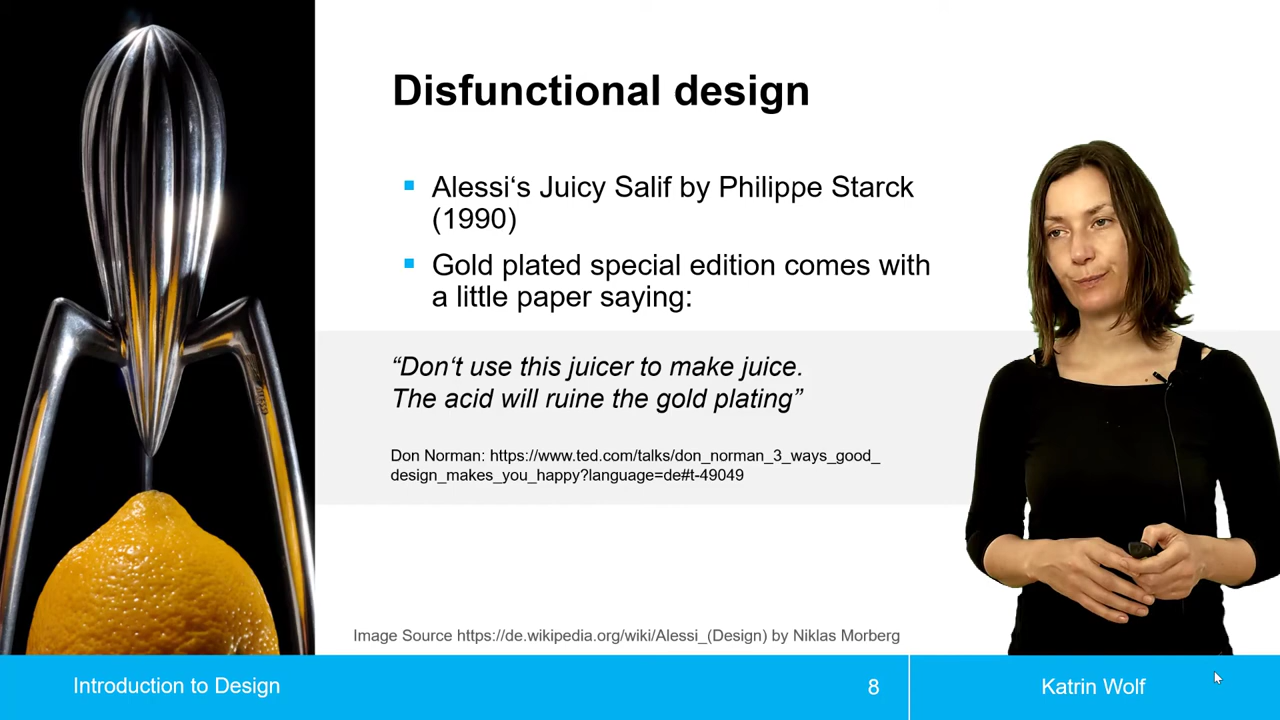 Disfunctional design
Alessi‘s Juicy Salif by Philippe Starck
(1990)
Gold plated special edition comes with
a little paper saying:
“Don‘t use this juicer to make juice.
The acid will ruine the gold plating”
Don Norman: https://www.ted.com/talks/don_norman_3_ways_good_
design_makes_you_happy?language=de#t-49049
Image Source https://de.wikipedia.org/wiki/Alessi_(Design) by Niklas Morberg
Introduction to Design
8
Katrin Wolf